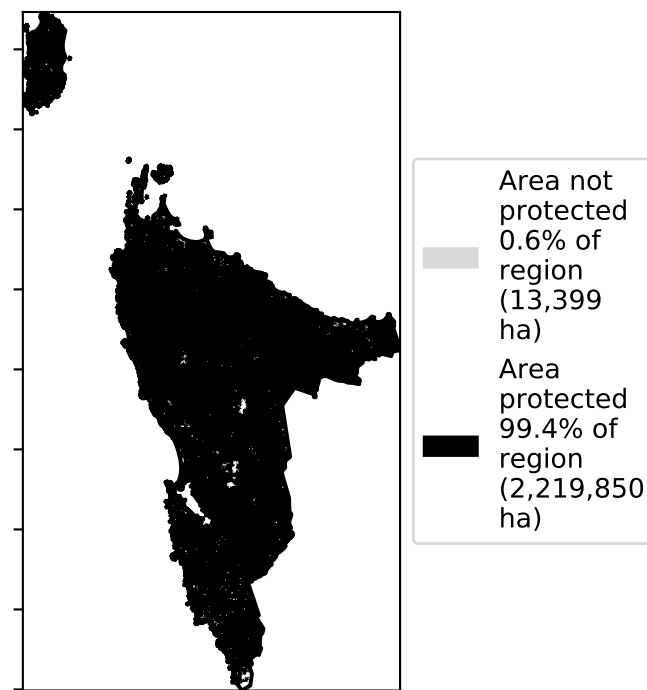 Area not
protected
0.6% of
region
(13,399
ha)
Area
protected
99.4% of
region
(2,219,850
ha)